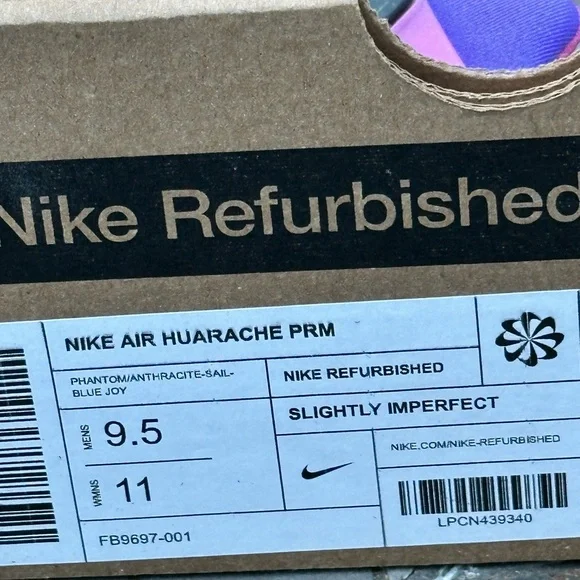 Nike Refurbished
NIKE AIR HUARACHE PRM
PHANTOM/ANTHRACITE-SAIL-
BLUE JOY
NIKE REFURBISHED
SLIGHTLY IMPERFECT
MENS 9.5
WMNS 11
NIKE.COM/NIKE-REFURBISHED
LPCN439340
FB9697-001